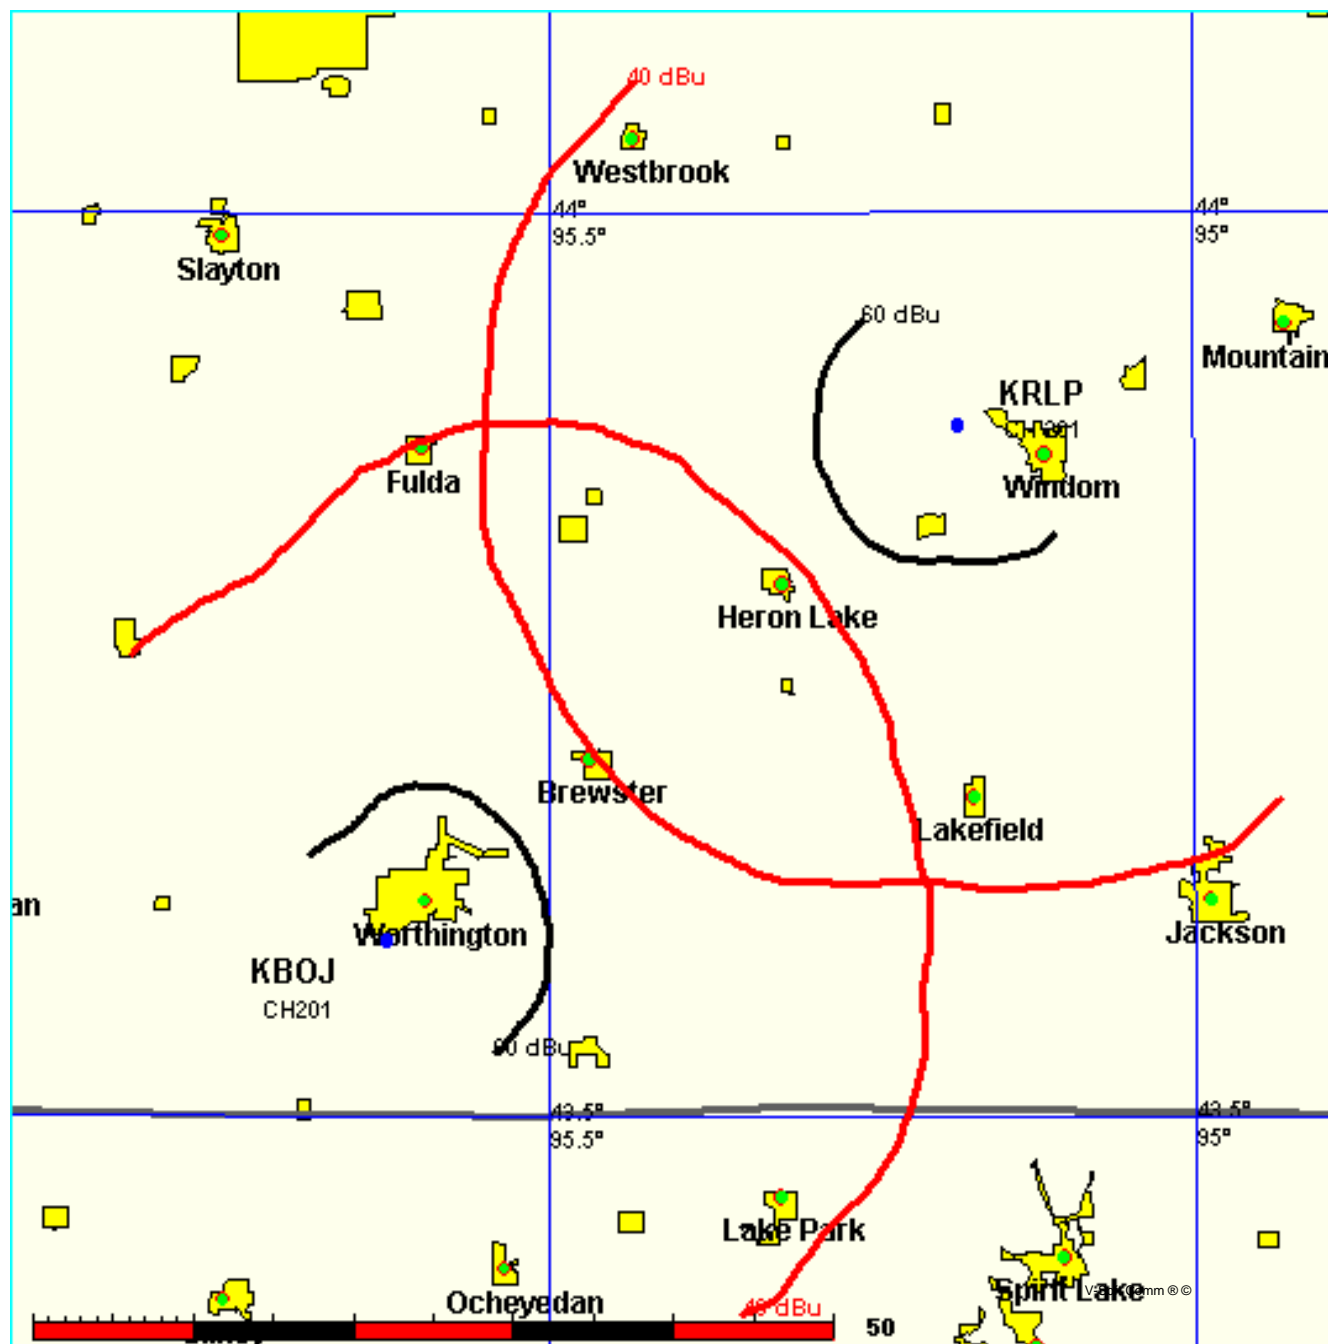 40 dBu
Westbrook
44°
44°
95.5°
95°
Slayton
60 dBu
Mountain
KRLP
Fulda
Windom
Heron Lake
Brewster
Lakefield
an
Worthington
Jackson
KBOJ
CH201
60 dBu
43.5°
43.5°
95.5°
95°
Lake Park
Spirit Lake
Ocheyedan
40 dBu
50